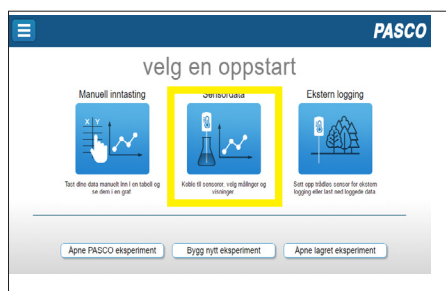 PASCO
velg en oppstart
Manuell inntasting
Sensordata
Ekstern logging
X Y
Tast dine data manuelt inn i en tabell og
se dem i en graf
Koble til sensorer, velg målinger og
visninger
Sett opp trådløs sensor for ekstern
logging eller last ned loggede data
Åpne PASCO eksperiment
Bygg nytt eksperiment
Åpne lagret eksperiment